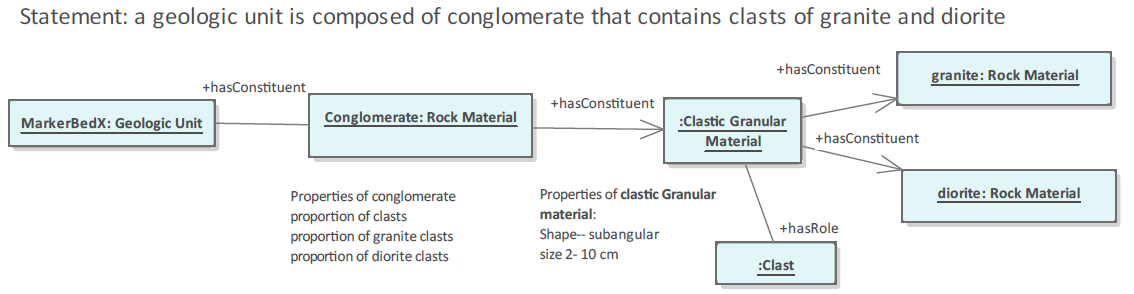 Statement: a geologic unit is composed of conglomerate that contains clasts of granite and diorite
+hasConstituent
MarkerBedX: Geologic Unit
Conglomerate: Rock Material
+hasConstituent
:Clastic Granular
Material
+hasConstituent
granite: Rock Material
+hasConstituent
diorite: Rock Material
Properties of conglomerate
proportion of clasts
proportion of granite clasts
proportion of diorite clasts
Properties of clastic Granular
material:
Shape-- subangular
size 2- 10 cm
+hasRole
:Clast